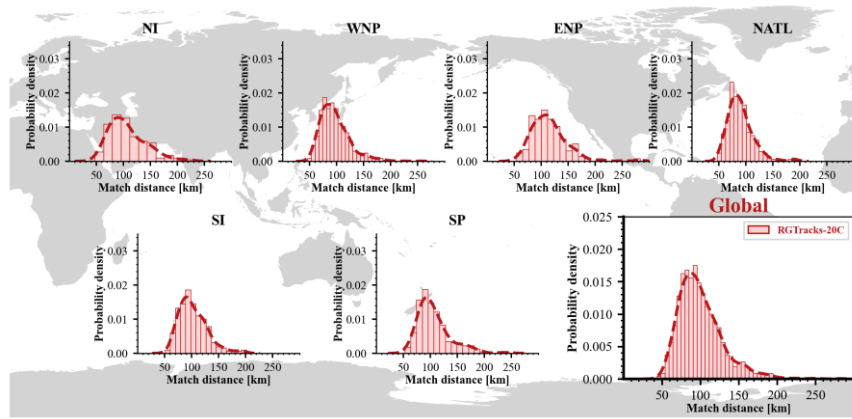 NI
WNP
ENP
NATL
Probability density
0.03
0.02
0.01
0.00
50 100 150 200 250
Match distance [km]
Probability density
0.03
0.02
0.01
0.00
50 100 150 200 250
Match distance [km]
Probability density
0.03
0.02
0.01
0.00
50 100 150 200 250
Match distance [km]
Probability density
0.03
0.02
0.01
0.00
50 100 150 200 250
Match distance [km]
SI
SP
Global
Probability density
0.03
0.02
0.01
0.00
50 100 150 200 250
Match distance [km]
Probability density
0.03
0.02
0.01
0.00
50 100 150 200 250
Match distance [km]
Probability density
0.025
0.020
0.015
0.010
0.005
0.000
RGTracks-20C
50 100 150 200 250
Match distance [km]